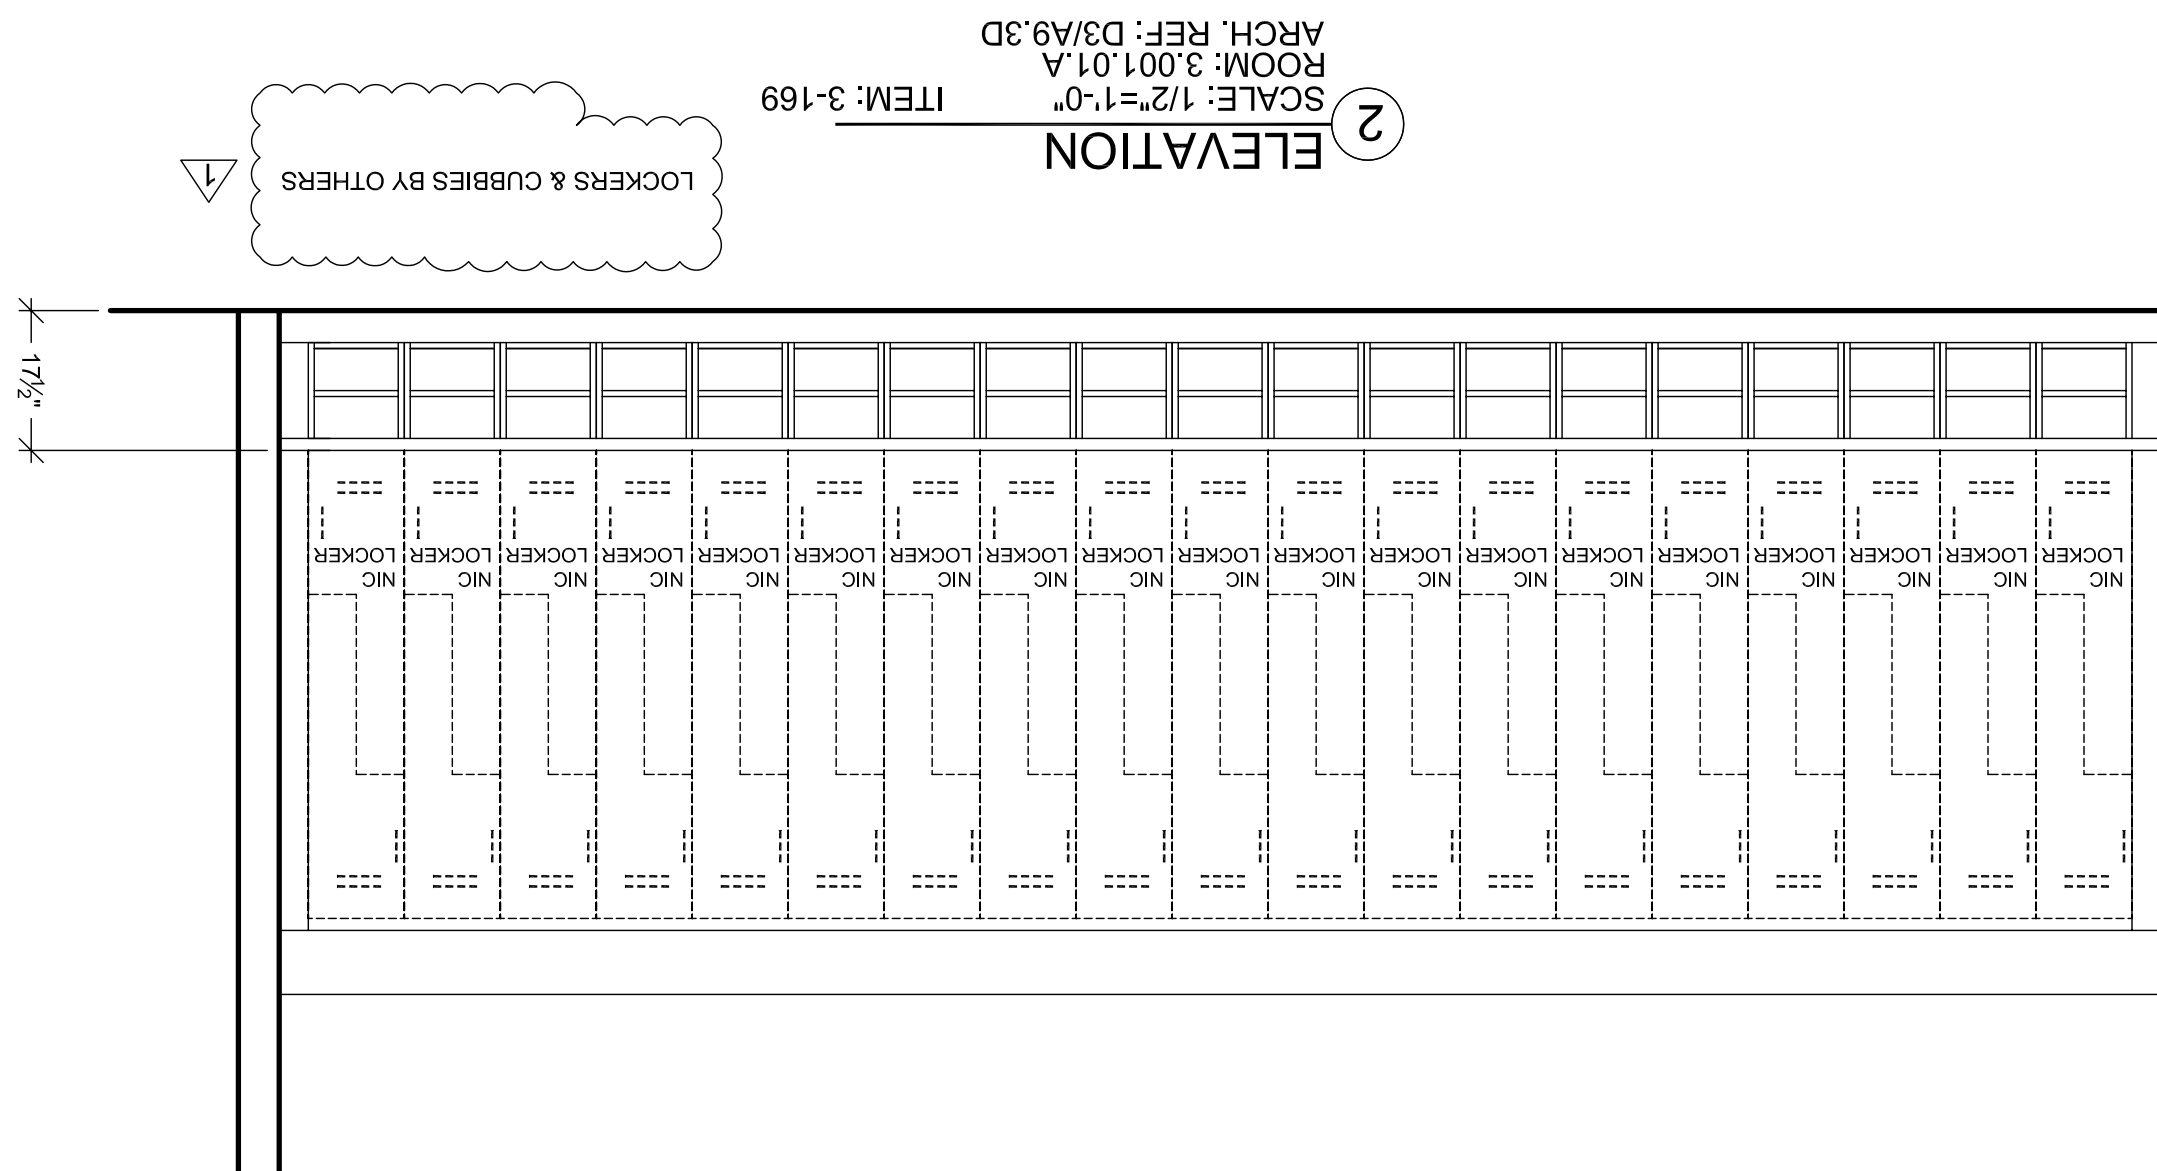 NIC NIC NIC NIC NIC NIC NIC NIC NIC NIC NIC NIC NIC NIC NIC NIC NIC NIC NIC
LOCKER LOCKER LOCKER LOCKER LOCKER LOCKER LOCKER LOCKER LOCKER LOCKER LOCKER LOCKER LOCKER LOCKER LOCKER LOCKER LOCKER LOCKER LOCKER
17½"
2
ELEVATION
SCALE: 1/2"=1'-0" ITEM: 3-169
ROOM: 3.001.01.A
ARCH. REF: D3/A9.3D
LOCKERS & CUBBIES BY OTHERS
1